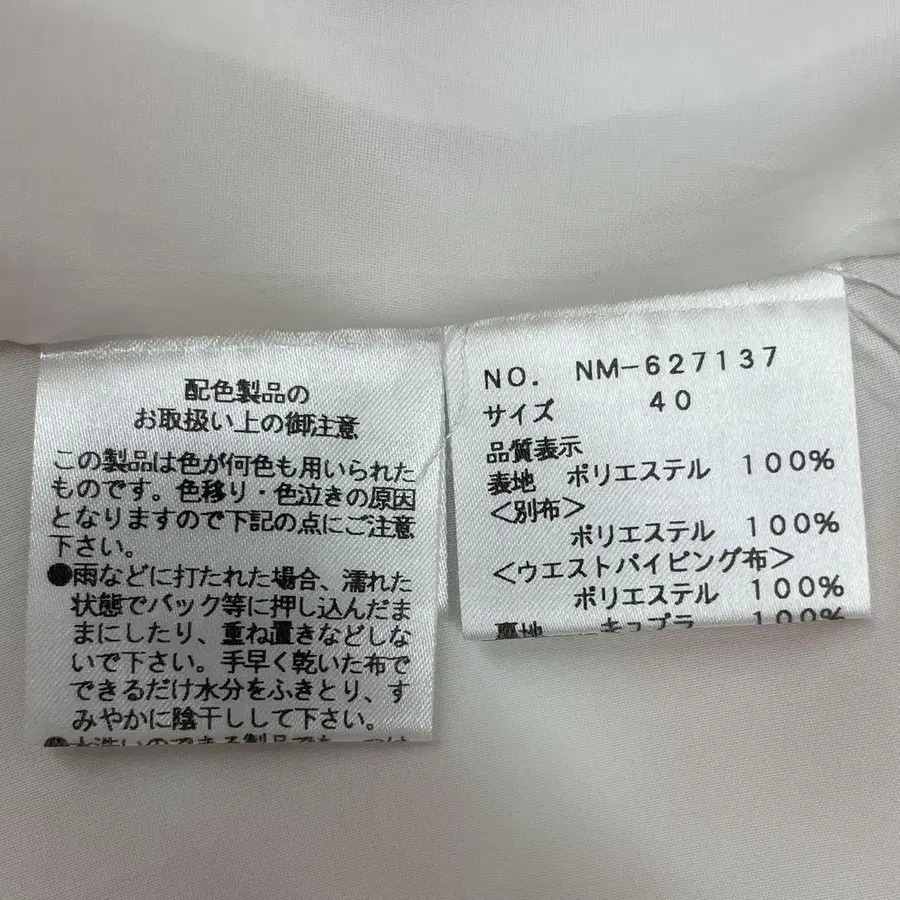 配色製品の
お取扱い上の御注意
この製品は色が何色も用いられた
ものです。色移り・色泣きの原因
となりますので下記の点にご注意
下さい。
●雨などに打たれた場合、濡れた
状態でバック等に押し込んだま
まにしたり、重ね置きなどしな
いで下さい。手早く乾いた布で
できるだけ水分をふきとり、す
みやかに陰干しして下さい。
NO. NM-627137
サイズ 40
品質表示
表地 ポリエステル 100%
<別布>
ポリエステル 100%
<ウエストパイピング布>
ポリエステル 100%
裏地 キュプラ 100%